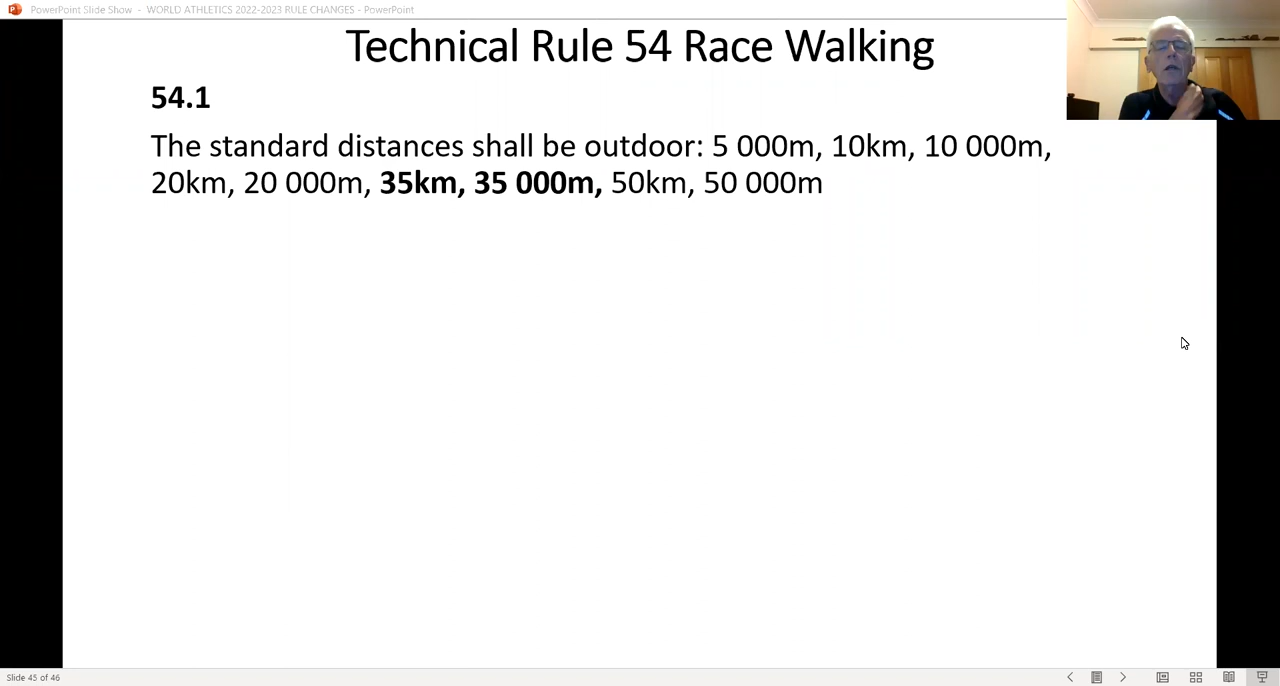 PowerPoint Slide Show - WORLD ATHLETICS 2022-2023 RULE CHANGES - PowerPoint
Technical Rule 54 Race Walking
54.1
The standard distances shall be outdoor: 5 000m, 10km, 10 000m,
20km, 20 000m, 35km, 35 000m, 50km, 50 000m
Slide 45 of 46